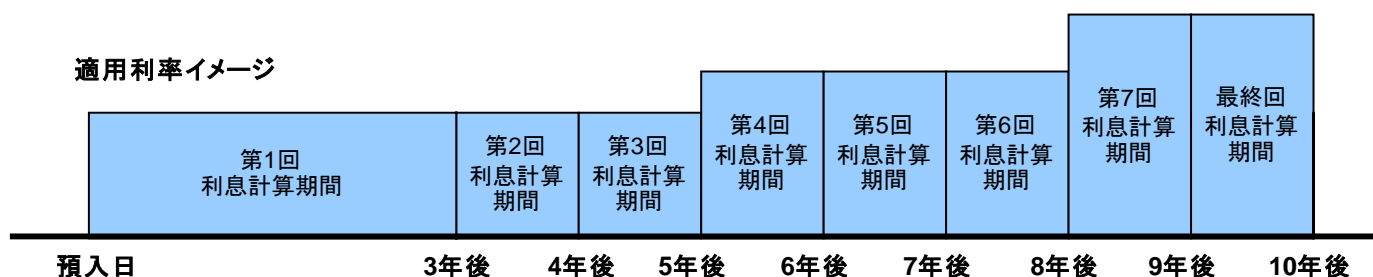 適用利率イメージ
第1回
利息計算期間
第2回
利息計算
期間
第3回
利息計算
期間
第4回
利息計算
期間
第5回
利息計算
期間
第6回
利息計算
期間
第7回
利息計算
期間
最終回
利息計算
期間
預入日
3年後
4年後
5年後
6年後
7年後
8年後
9年後
10年後